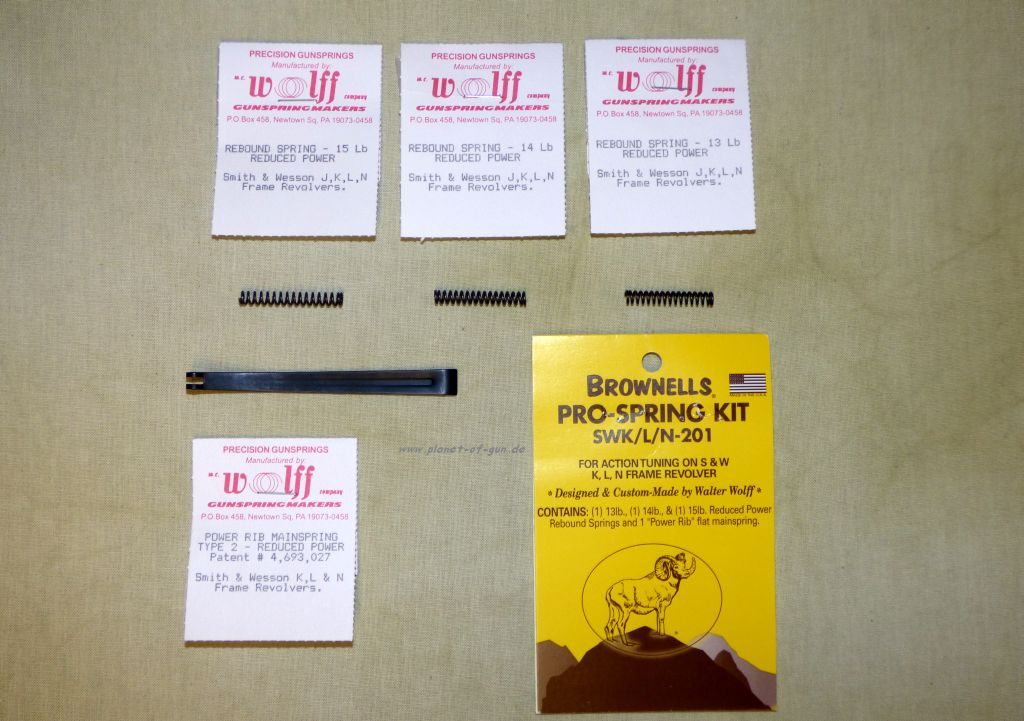 PRECISION GUNSPRINGS
Manufactured by:
W.C. Wolff company
GUNSPRINGMAKERS
P.O.Box 458, Newtown Sq, PA 19073-0458
REBOUND SPRING - 15 Lb
REDUCED POWER
Smith & Wesson J,K,L,N
Frame Revolvers.
PRECISION GUNSPRINGS
Manufactured by:
W.C. Wolff company
GUNSPRINGMAKERS
P.O.Box 458, Newtown Sq, PA 19073-0458
REBOUND SPRING - 14 Lb
REDUCED POWER
Smith & Wesson J,K,L,N
Frame Revolvers.
PRECISION GUNSPRINGS
Manufactured by:
W.C. Wolff company
GUNSPRINGMAKERS
P.O.Box 458, Newtown Sq, PA 19073-0458
REBOUND SPRING - 13 Lb
REDUCED POWER
Smith & Wesson J,K,L,N
Frame Revolvers.
www.planet-of-gun.de
PRECISION GUNSPRINGS
Manufactured by:
W.C. Wolff company
GUNSPRINGMAKERS
P.O.Box 458, Newtown Sq, PA 19073-0458
POWER RIB MAINSPRING
TYPE 2 - REDUCED POWER
Patent # 4,693,027
Smith & Wesson K,L & N
Frame Revolvers.
BROWNELLS®
MADE IN THE U.S.A.
PRO-SPRING KIT
SWK/L/N-201
FOR ACTION TUNING ON S & W
K, L, N FRAME REVOLVER
* Designed & Custom-Made by Walter Wolff *
CONTAINS: (1) 13lb., (1) 14lb., & (1) 15lb. Reduced Power
Rebound Springs and 1 "Power Rib" flat mainspring.